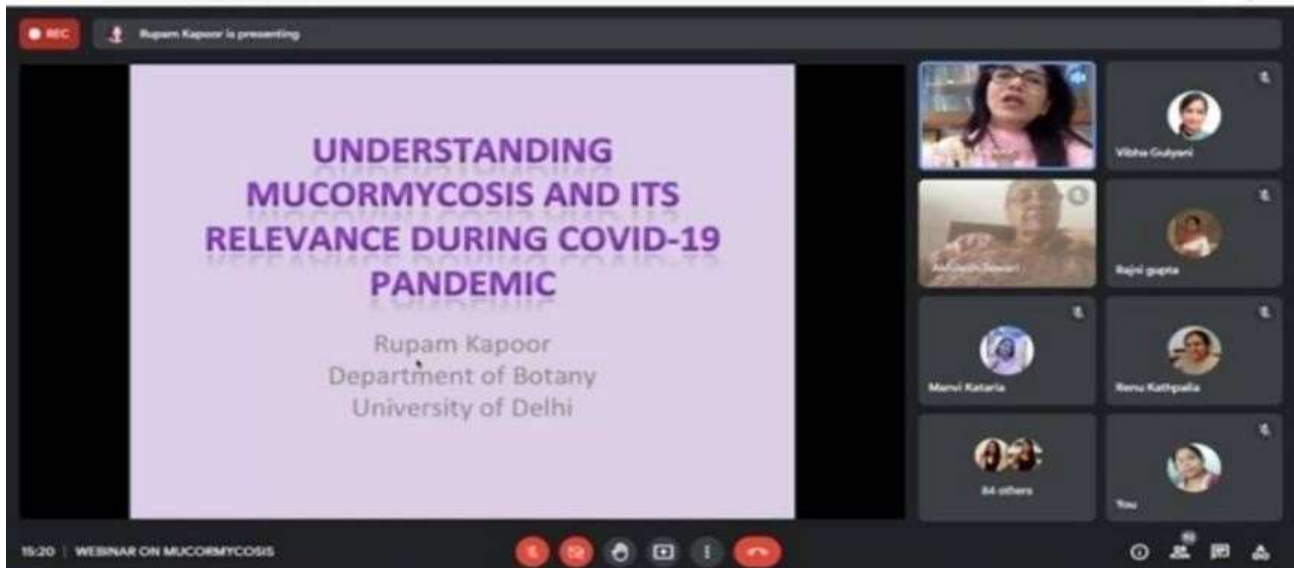 REC
Rupam Kapoor is presenting
UNDERSTANDING
MUCORMYCOSIS AND ITS
RELEVANCE DURING COVID-19
PANDEMIC
Rupam Kapoor
Department of Botany
University of Delhi
Vibha Gulyani
Rajni gupta
Manvi Kataria
Renu Kathpalia
84 others
You
15:20 | WEBINAR ON MUCORMYCOSIS